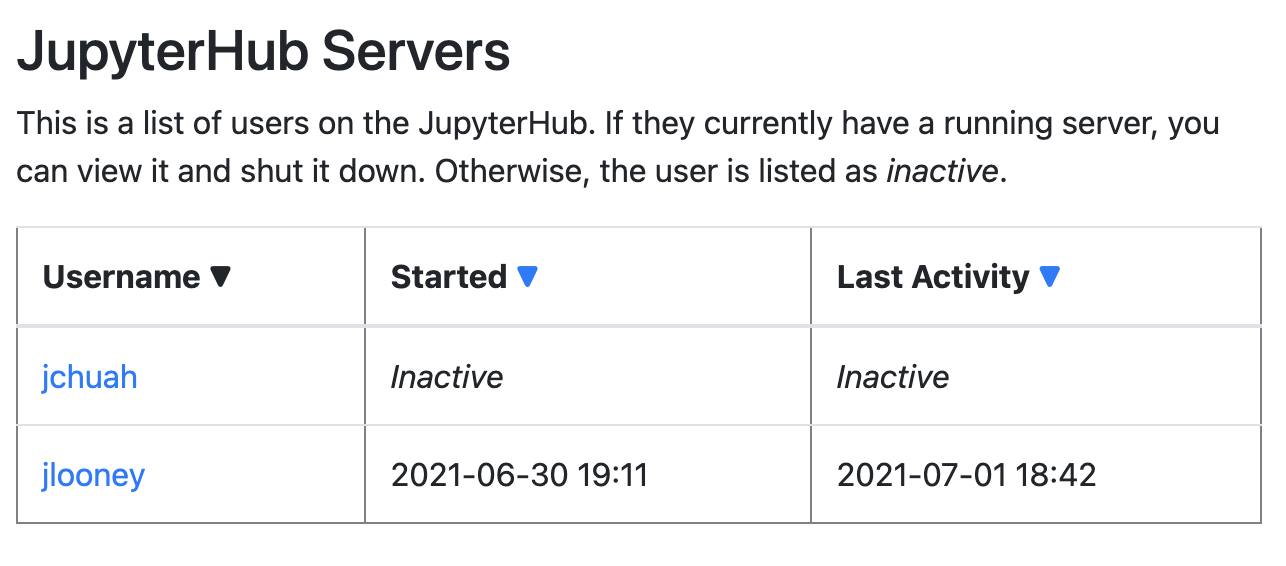 JupyterHub Servers
This is a list of users on the JupyterHub. If they currently have a running server, you
can view it and shut it down. Otherwise, the user is listed as inactive.
Username Started Last Activity
jchuah Inactive Inactive
jlooney 2021-06-30 19:11 2021-07-01 18:42